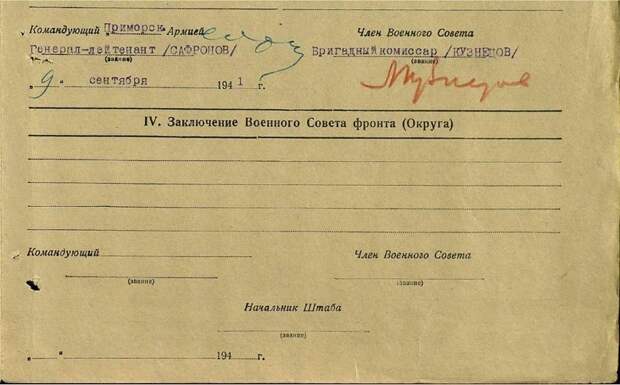 Командующий Приморск. Армией Член Военного Совета
Генерал-лейтенант /САФРОНОВ/ Бригадный комиссар /КУЗНЕЦОВ/
(звание) (звание)
"9" сентября 1941 г.
IV. Заключение Военного Совета фронта (Округа)
Командующий Член Военного Совета
(звание) (звание)
Начальник Штаба
(звание)
" " 194 г.